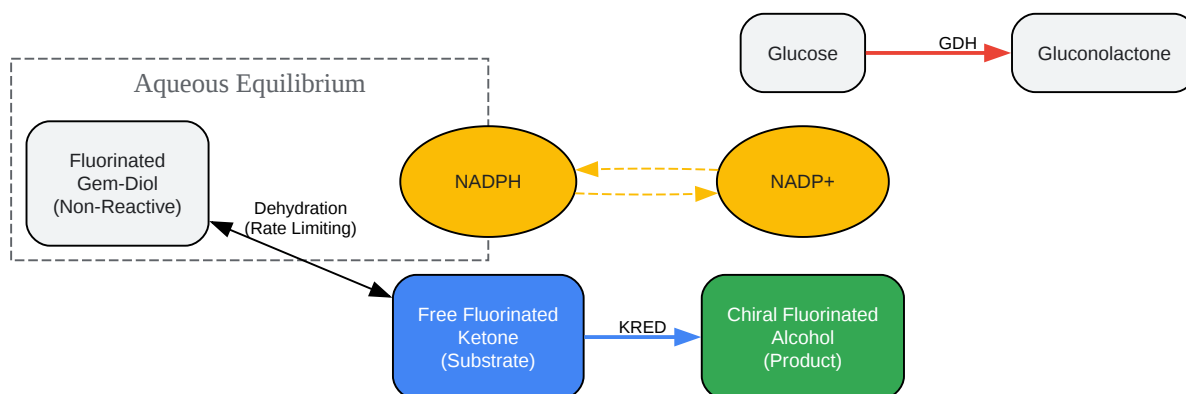 Glucose
GDH
Gluconolactone
Aqueous Equilibrium
Fluorinated
Gem-Diol
(Non-Reactive)
NADPH
NADP+
Dehydration
(Rate Limiting)
Free Fluorinated
Ketone
(Substrate)
KRED
Chiral Fluorinated
Alcohol
(Product)